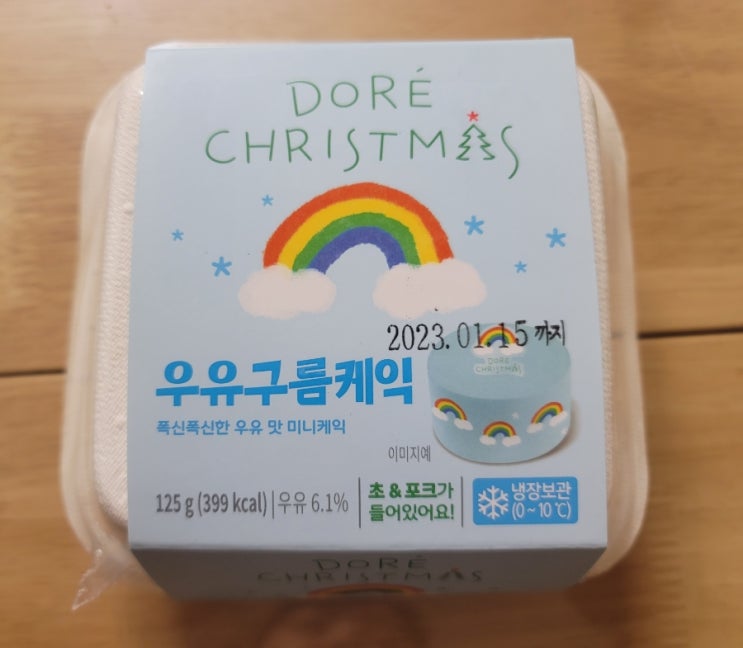 DORÉ
CHRISTMAS
2023.01.15 까지
우유구름케익
폭신폭신한 우유 맛 미니케익
DORÉ
CHRISTMAS
이미지예
125 g (399 kcal) | 우유 6.1%
초 & 포크가
들어있어요!
냉장보관
(0~10 ℃)
DORÉ
CHRISTMAS